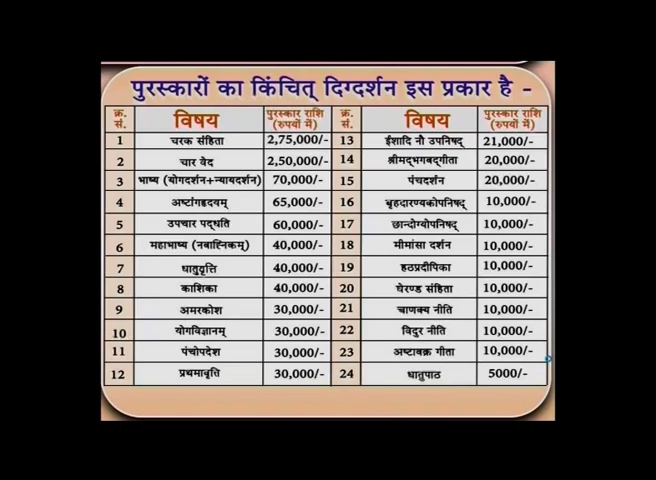 पुरस्कारों का किंचित् दिग्दर्शन इस प्रकार है -
क्र. सं. विषय पुरस्कार राशि (रुपयों में)
1 चरक संहिता 2,75,000/-
2 चार वेद 2,50,000/-
3 भाष्य (योगदर्शन+न्यायदर्शन) 70,000/-
4 अष्टांगहृदयम् 65,000/-
5 उपचार पद्धति 60,000/-
6 महाभाष्य (नवाह्निकम्) 40,000/-
7 धातुवृत्ति 40,000/-
8 काशिका 40,000/-
9 अमरकोश 30,000/-
10 योगविज्ञानम् 30,000/-
11 पंचोपदेश 30,000/-
12 प्रथमावृत्ति 30,000/-
विषय पुरस्कार राशि (रुपयों में)
13 ईशादि नौ उपनिषद् 21,000/-
14 श्रीमद्भगवद्गीता 20,000/-
15 पंचदर्शन 20,000/-
16 बृहदारण्यकोपनिषद् 10,000/-
17 छान्दोग्योपनिषद् 10,000/-
18 मीमांसा दर्शन 10,000/-
19 हठप्रदीपिका 10,000/-
20 घेरण्ड संहिता 10,000/-
21 चाणक्य नीति 10,000/-
22 विदुर नीति 10,000/-
23 अष्टावक्र गीता 10,000/-
24 धातुपाठ 5000/-